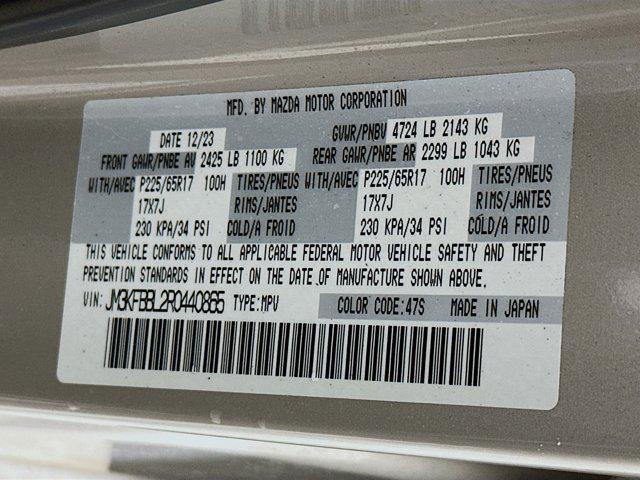 MFD. BY MAZDA MOTOR CORPORATION
DATE 12/23 GVWR/PNBV 4724 LB 2143 KG
FRONT GAWR/PNBE AV 2425 LB 1100 KG REAR GAWR/PNBE AR 2299 LB 1043 KG
WITH/AVEC P225/65R17 100H TIRES/PNEUS WITH/AVEC P225/65R17 100H TIRES/PNEUS
17X7J RIMS/JANTES 17X7J RIMS/JANTES
230 KPA/34 PSI COLD/A FROID 230 KPA/34 PSI COLD/A FROID
THIS VEHICLE CONFORMS TO ALL APPLICABLE FEDERAL MOTOR VEHICLE SAFETY AND THEFT
PREVENTION STANDARDS IN EFFECT ON THE DATE OF MANUFACTURE SHOWN ABOVE.
VIN: JM3KFBBL2R0440865 TYPE: MPV COLOR CODE: 47S MADE IN JAPAN